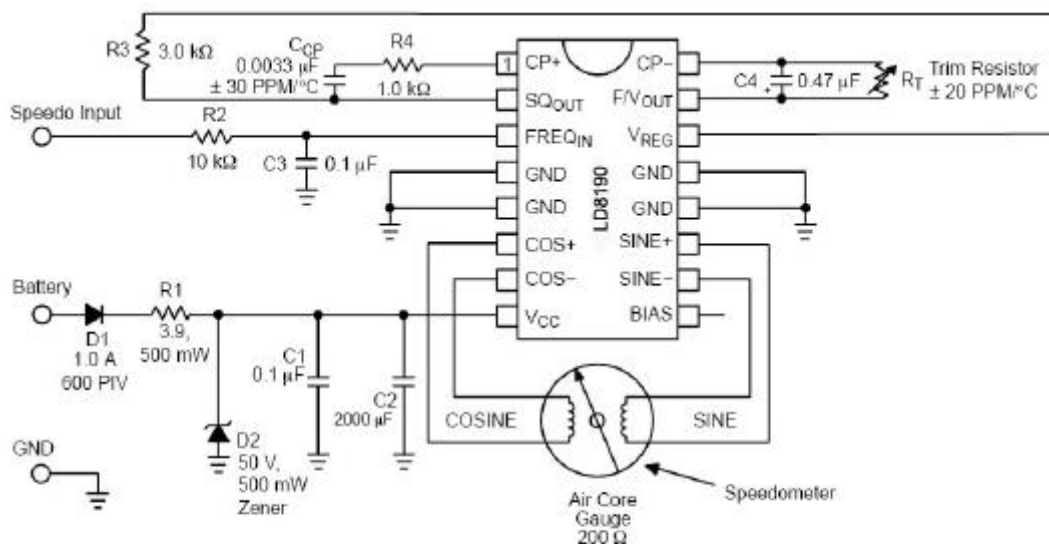 R3
3.0 kΩ
CCP
0.0033 µF
± 30 PPM/°C
R4
1.0 kΩ
1
CP+
SQOUT
FREQIN
GND
GND
COS+
COS−
VCC
LD8190
CP−
F/VOUT
VREG
GND
GND
SINE+
SINE−
BIAS
C4
+
0.47 µF
RT
Trim Resistor
± 20 PPM/°C
Speedo Input
R2
10 kΩ
C3
0.1 µF
Battery
D1
1.0 A
600 PIV
R1
3.9,
500 mW
C1
0.1 µF
C2
2000 µF
D2
50 V,
500 mW
Zener
GND
COSINE
SINE
Speedometer
Air Core
Gauge
200 Ω